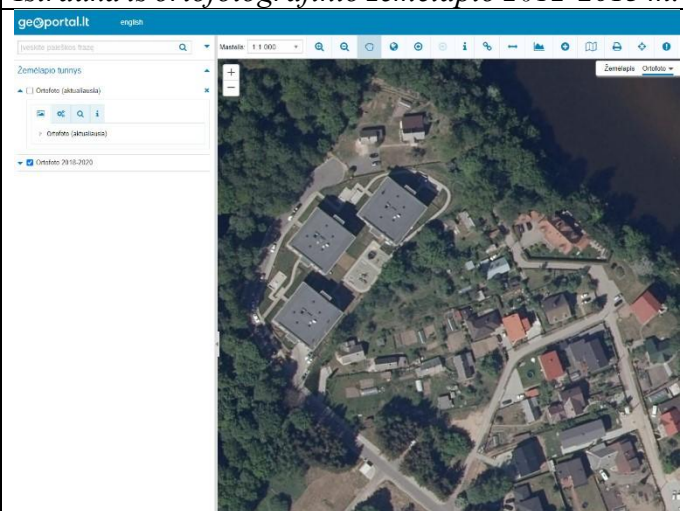 geoportal.lt english
Įveskite paieškos frazę
Mastelis: 1:1 000
Žemėlapio turinys
Ortofoto (aktualiausia)
Ortofoto (aktualiausia)
Ortofoto 2018-2020
Žemėlapis Ortofoto